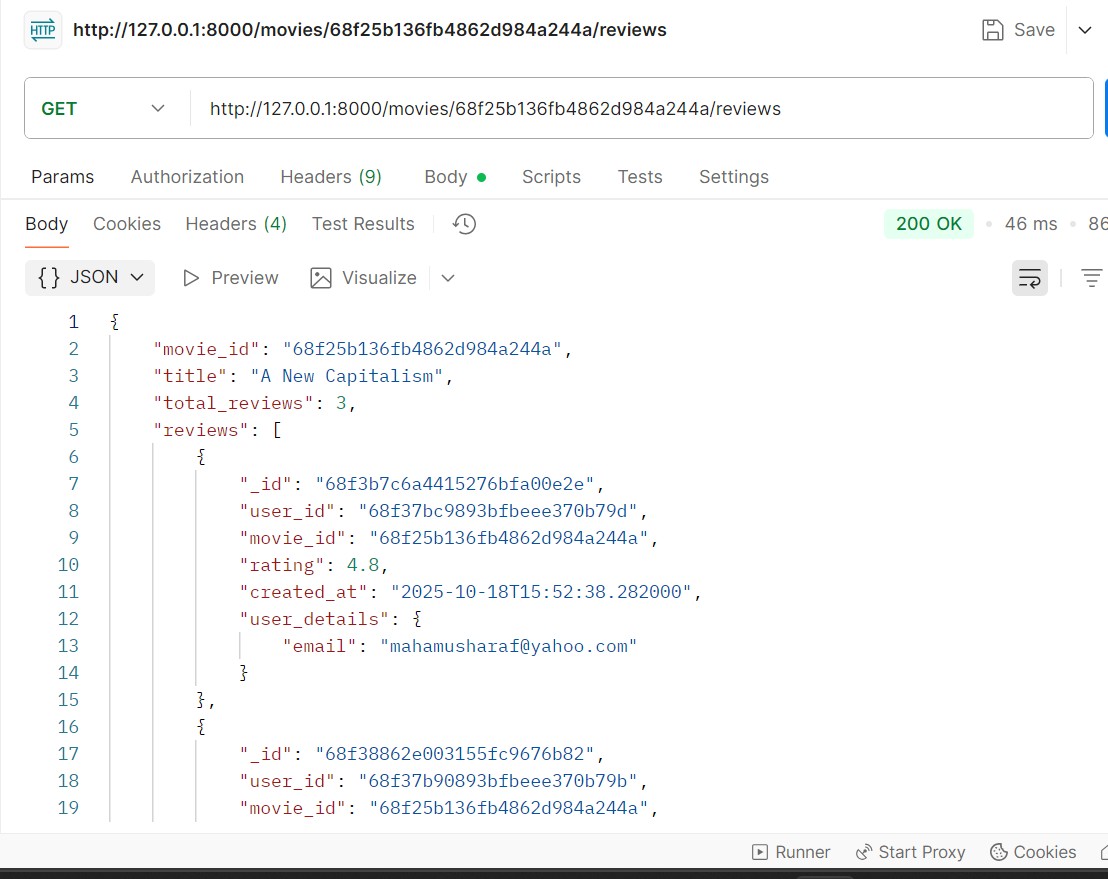 HTTP http://127.0.0.1:8000/movies/68f25b136fb4862d984a244a/reviews Save
GET http://127.0.0.1:8000/movies/68f25b136fb4862d984a244a/reviews
Params Authorization Headers (9) Body Scripts Tests Settings
Body Cookies Headers (4) Test Results 200 OK 46 ms 86
{} JSON Preview Visualize
1 {
2 "movie_id": "68f25b136fb4862d984a244a",
3 "title": "A New Capitalism",
4 "total_reviews": 3,
5 "reviews": [
6 {
7 "_id": "68f3b7c6a4415276bfa00e2e",
8 "user_id": "68f37bc9893bfbeee370b79d",
9 "movie_id": "68f25b136fb4862d984a244a",
10 "rating": 4.8,
11 "created_at": "2025-10-18T15:52:38.282000",
12 "user_details": {
13 "email": "mahamusharaf@yahoo.com"
14 }
15 },
16 {
17 "_id": "68f38862e003155fc9676b82",
18 "user_id": "68f37b90893bfbeee370b79b",
19 "movie_id": "68f25b136fb4862d984a244a",
Runner Start Proxy Cookies